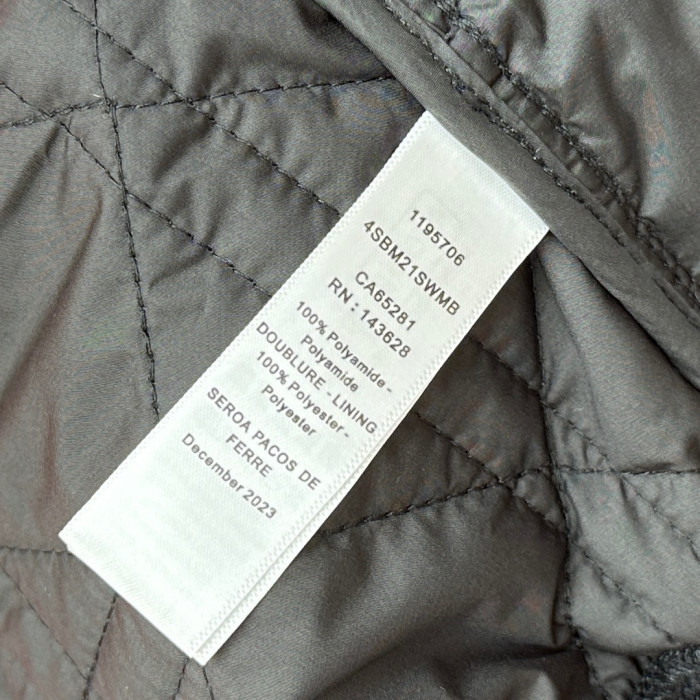 1195706
4SBM21SWMB
CA65281
RN : 143628
100% Polyamide -
Polyamide
DOUBLURE - LINING
100% Polyester -
Polyester
SEROA PACOS DE
FERRE
December 2023